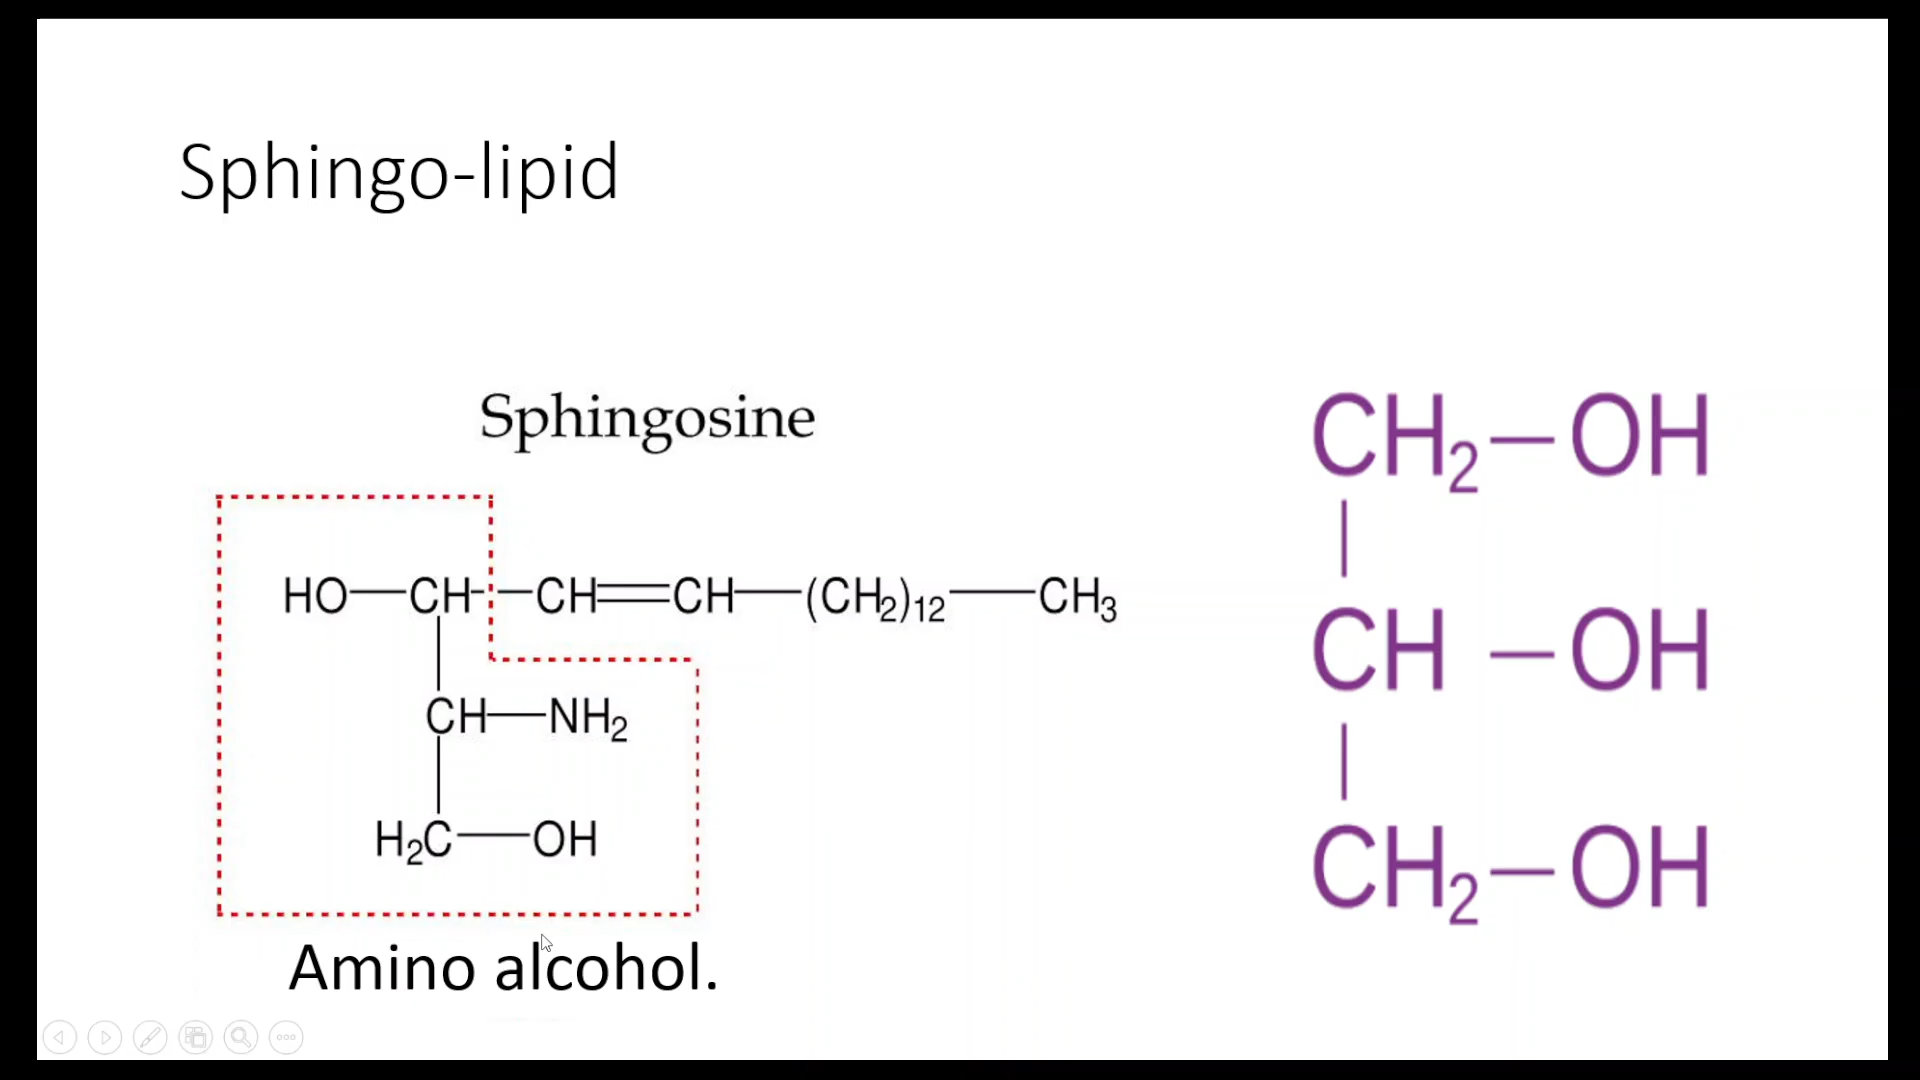 Sphingo-lipid
Sphingosine
HO—CH—CH=CH—(CH₂)₁₂—CH₃
CH—NH₂
H₂C—OH
Amino alcohol.
CH₂—OH
CH—OH
CH₂—OH